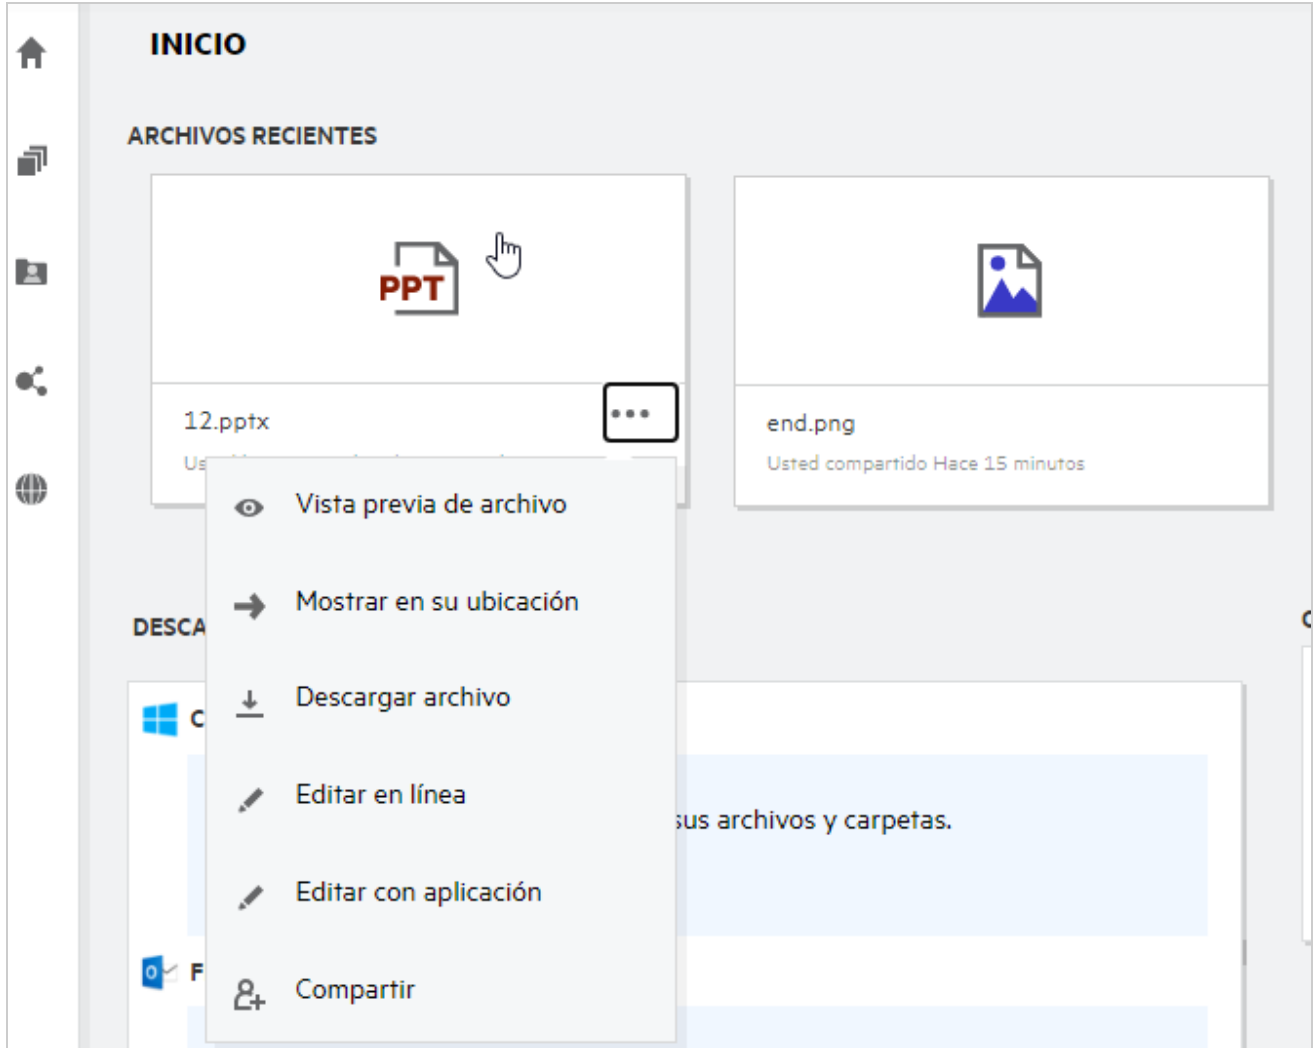 INICIO
ARCHIVOS RECIENTES
PPT
12.pptx
end.png
Usted compartido Hace 15 minutos
Vista previa de archivo
Mostrar en su ubicación
Descargar archivo
Editar en línea
sus archivos y carpetas.
Editar con aplicación
Compartir